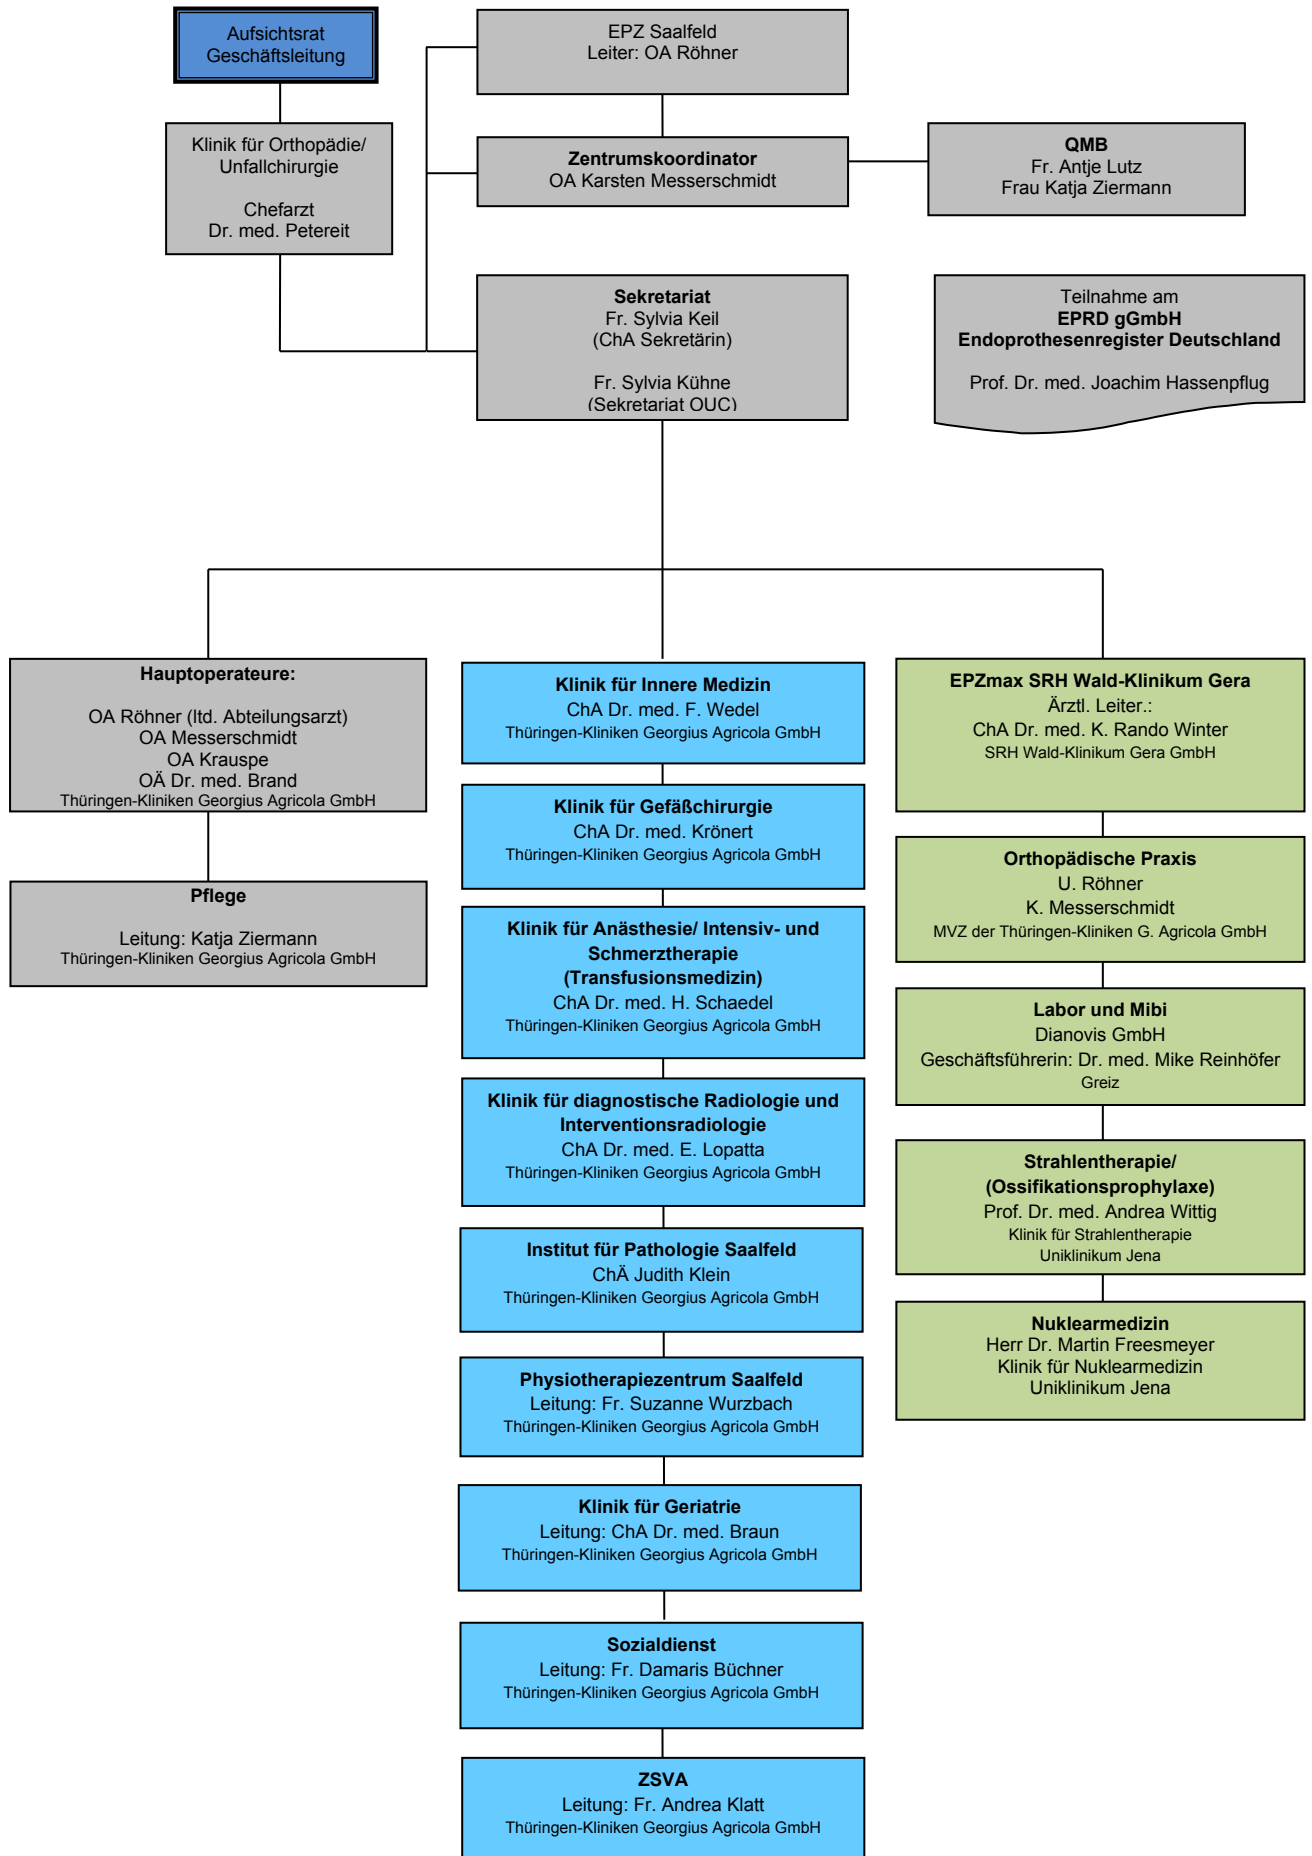 Aufsichtsrat
Geschäftsleitung
EPZ Saalfeld
Leiter: OA Röhner
Klinik für Orthopädie/
Unfallchirurgie
Chefarzt
Dr. med. Petereit
Zentrumskoordinator
OA Karsten Messerschmidt
QMB
Fr. Antje Lutz
Frau Katja Ziermann
Sekretariat
Fr. Sylvia Keil
(ChA Sekretärin)
Fr. Sylvia Kühne
(Sekretariat OUC)
Teilnahme am
EPRD gGmbH
Endoprothesenregister Deutschland
Prof. Dr. med. Joachim Hassenpflug
Hauptoperateure:
OA Röhner (ltd. Abteilungsarzt)
OA Messerschmidt
OA Krauspe
OÄ Dr. med. Brand
Thüringen-Kliniken Georgius Agricola GmbH
Pflege
Leitung: Katja Ziermann
Thüringen-Kliniken Georgius Agricola GmbH
Klinik für Innere Medizin
ChA Dr. med. F. Wedel
Thüringen-Kliniken Georgius Agricola GmbH
Klinik für Gefäßchirurgie
ChA Dr. med. Krönert
Thüringen-Kliniken Georgius Agricola GmbH
Klinik für Anästhesie/ Intensiv- und
Schmerztherapie
(Transfusionsmedizin)
ChA Dr. med. H. Schaedel
Thüringen-Kliniken Georgius Agricola GmbH
Klinik für diagnostische Radiologie und
Interventionsradiologie
ChA Dr. med. E. Lopatta
Thüringen-Kliniken Georgius Agricola GmbH
Institut für Pathologie Saalfeld
ChÄ Judith Klein
Thüringen-Kliniken Georgius Agricola GmbH
Physiotherapiezentrum Saalfeld
Leitung: Fr. Suzanne Wurzbach
Thüringen-Kliniken Georgius Agricola GmbH
Klinik für Geriatrie
Leitung: ChA Dr. med. Braun
Thüringen-Kliniken Georgius Agricola GmbH
Sozialdienst
Leitung: Fr. Damaris Büchner
Thüringen-Kliniken Georgius Agricola GmbH
ZSVA
Leitung: Fr. Andrea Klatt
Thüringen-Kliniken Georgius Agricola GmbH
EPZmax SRH Wald-Klinikum Gera
Ärztl. Leiter.:
ChA Dr. med. K. Rando Winter
SRH Wald-Klinikum Gera GmbH
Orthopädische Praxis
U. Röhner
K. Messerschmidt
MVZ der Thüringen-Kliniken G. Agricola GmbH
Labor und Mibi
Dianovis GmbH
Geschäftsführerin: Dr. med. Mike Reinhöfer
Greiz
Strahlentherapie/
(Ossifikationsprophylaxe)
Prof. Dr. med. Andrea Wittig
Klinik für Strahlentherapie
Uniklinikum Jena
Nuklearmedizin
Herr Dr. Martin Freesmeyer
Klinik für Nuklearmedizin
Uniklinikum Jena